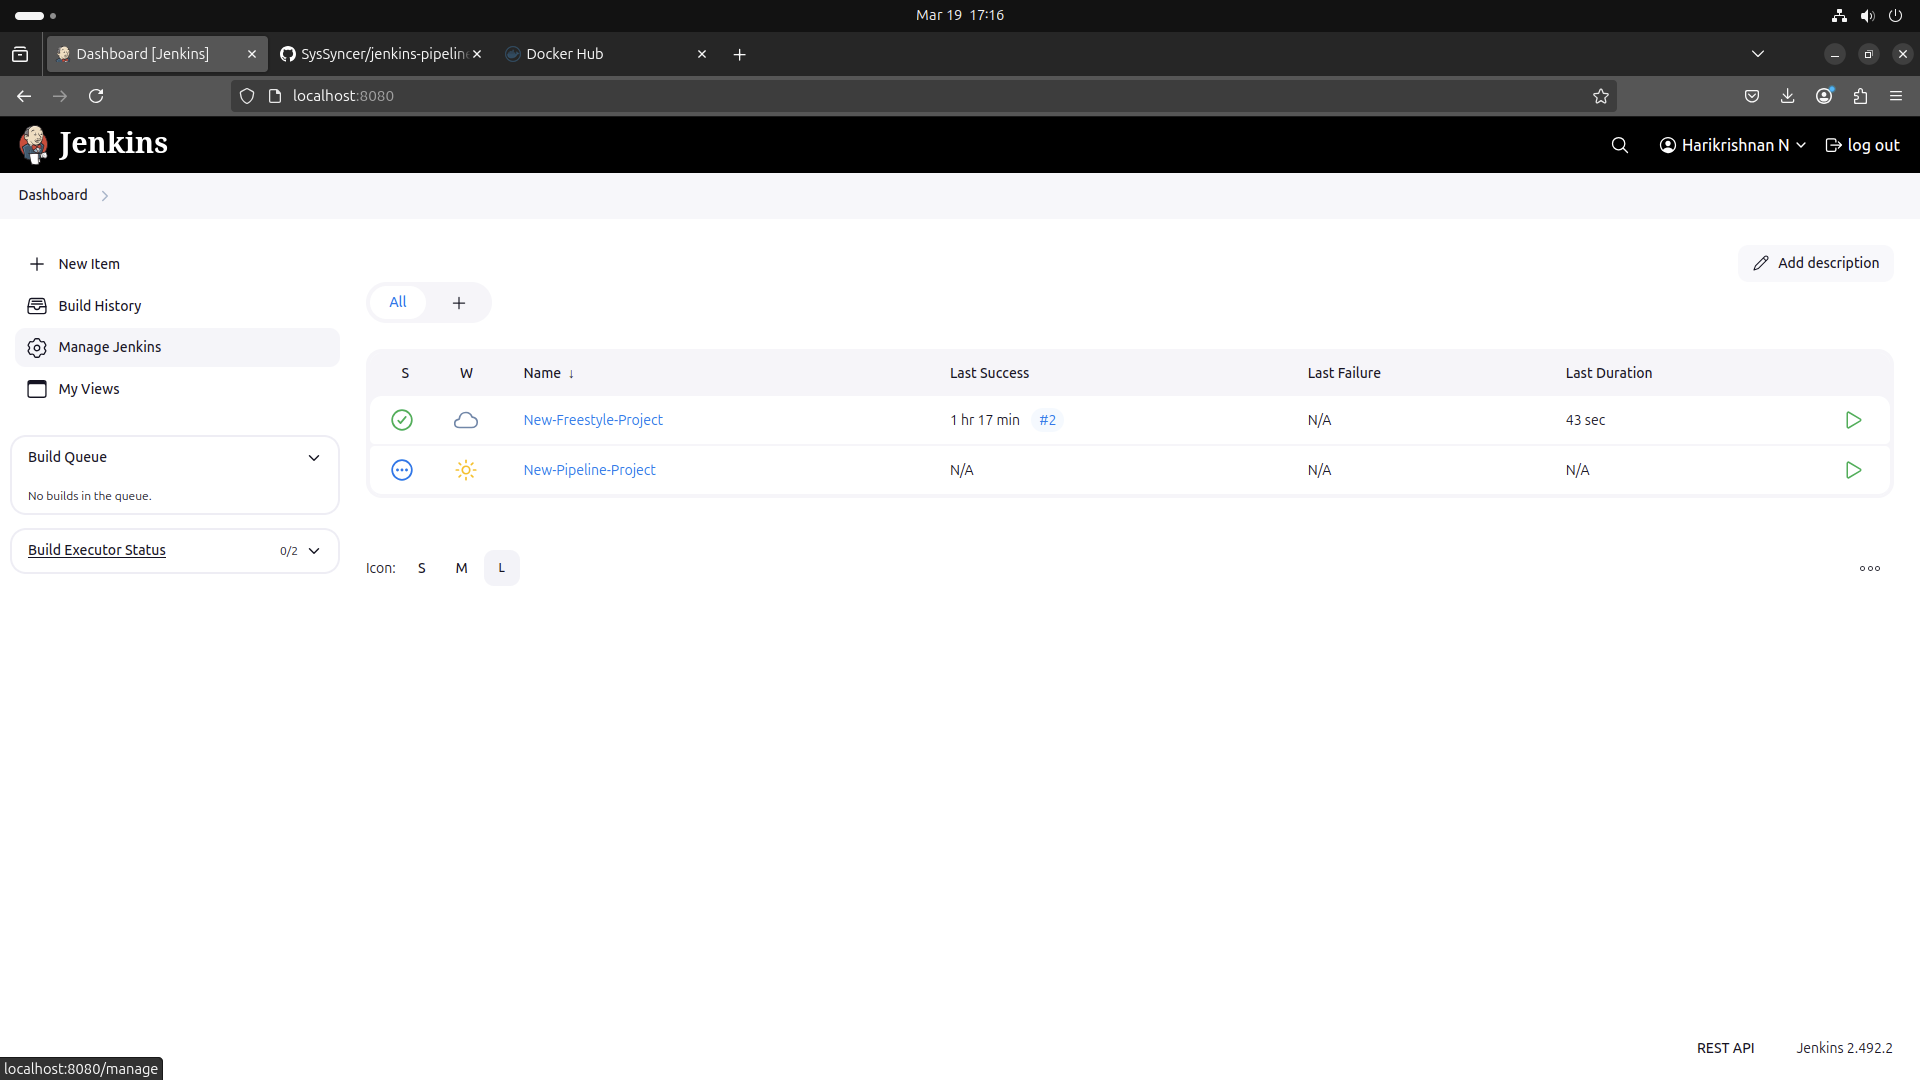 Mar 19 17:16
Dashboard [Jenkins]
SysSyncer/jenkins-pipeline
Docker Hub
localhost:8080
Jenkins
Harikrishnan N
log out
Dashboard
New Item
Build History
Manage Jenkins
My Views
Add description
All
S W Name ↓ Last Success Last Failure Last Duration
New-Freestyle-Project 1 hr 17 min #2 N/A 43 sec
New-Pipeline-Project N/A N/A N/A
Build Queue
No builds in the queue.
Build Executor Status 0/2
Icon: S M L
REST API Jenkins 2.492.2
localhost:8080/manage